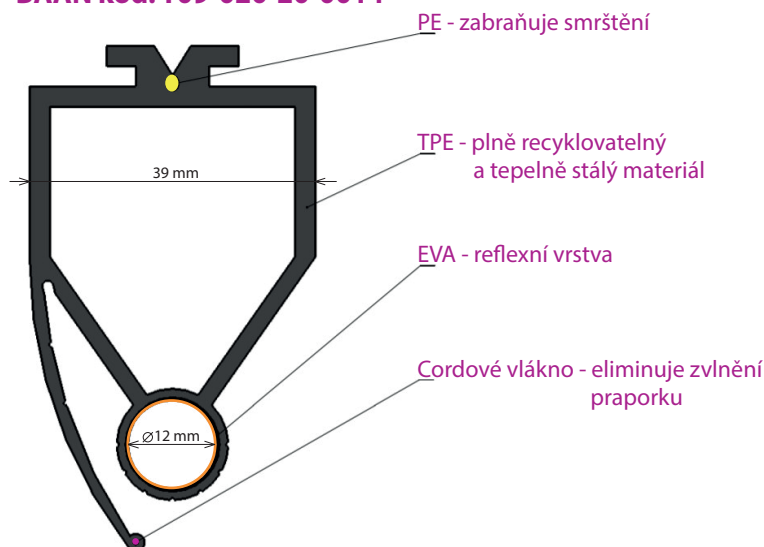 PE - zabraňuje smrštění
TPE - plně recyklovatelný
a tepelně stálý materiál
39 mm
EVA - reflexní vrstva
Cordové vlákno - eliminuje zvlnění
praporku
⌀12 mm